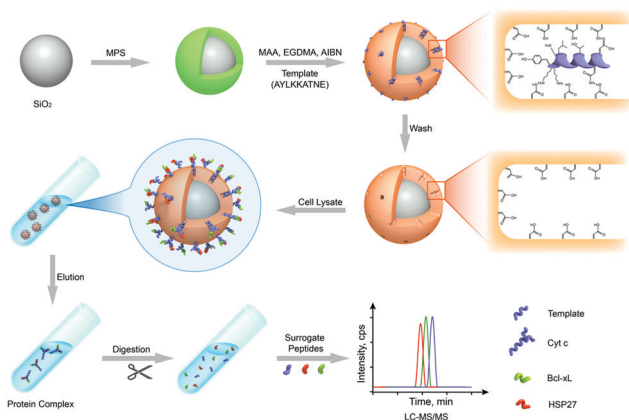 MPS
MAA, EGDMA, AIBN
Template
(AYLKKATNE)
SiO₂
Wash
Cell Lysate
Elution
Digestion
Surrogate
Peptides
Protein Complex
Intensity, cps
Time, min
LC-MS/MS
Template
Cyt c
Bcl-xL
HSP27